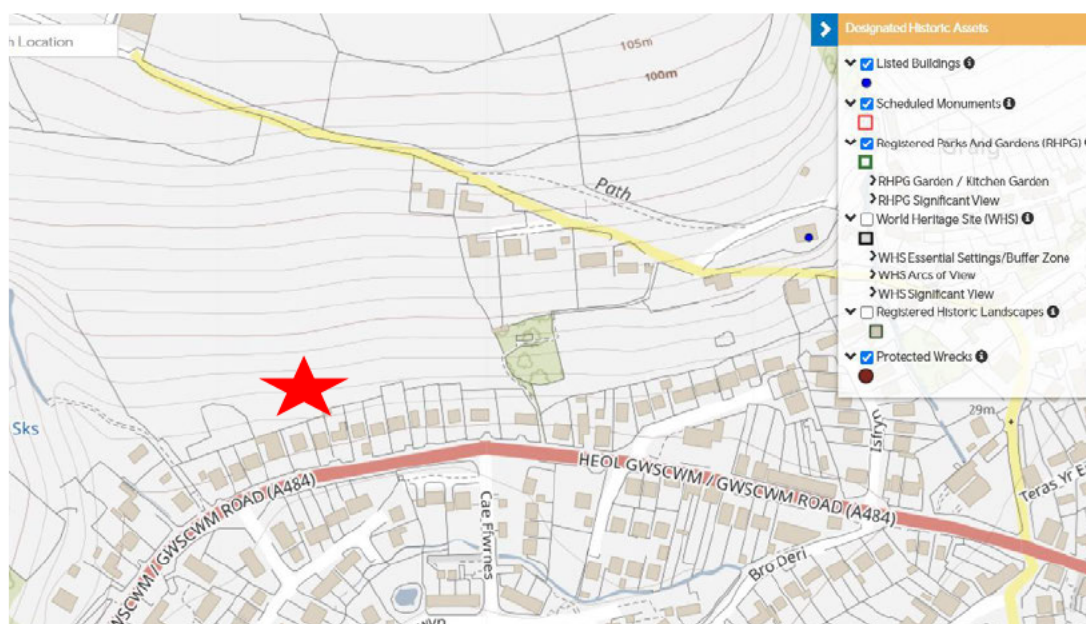 n Location
105m
100m
Path
Sks
HEOL GWSCWM / GWSCWM ROAD (A484)
WSCWM / GWSCWM ROAD (A484)
Cae Ffwrnes
Bro Deri
Isfryn
29m
Teras Yr E
wyn
Designated Historic Assets
Listed Buildings
Scheduled Monuments
Registered Parks And Gardens (RHPG)
RHPG Garden / Kitchen Garden
RHPG Significant View
World Heritage Site (WHS)
WHS Essential Settings/Buffer Zone
WHS Arcs of View
WHS Significant View
Registered Historic Landscapes
Protected Wrecks